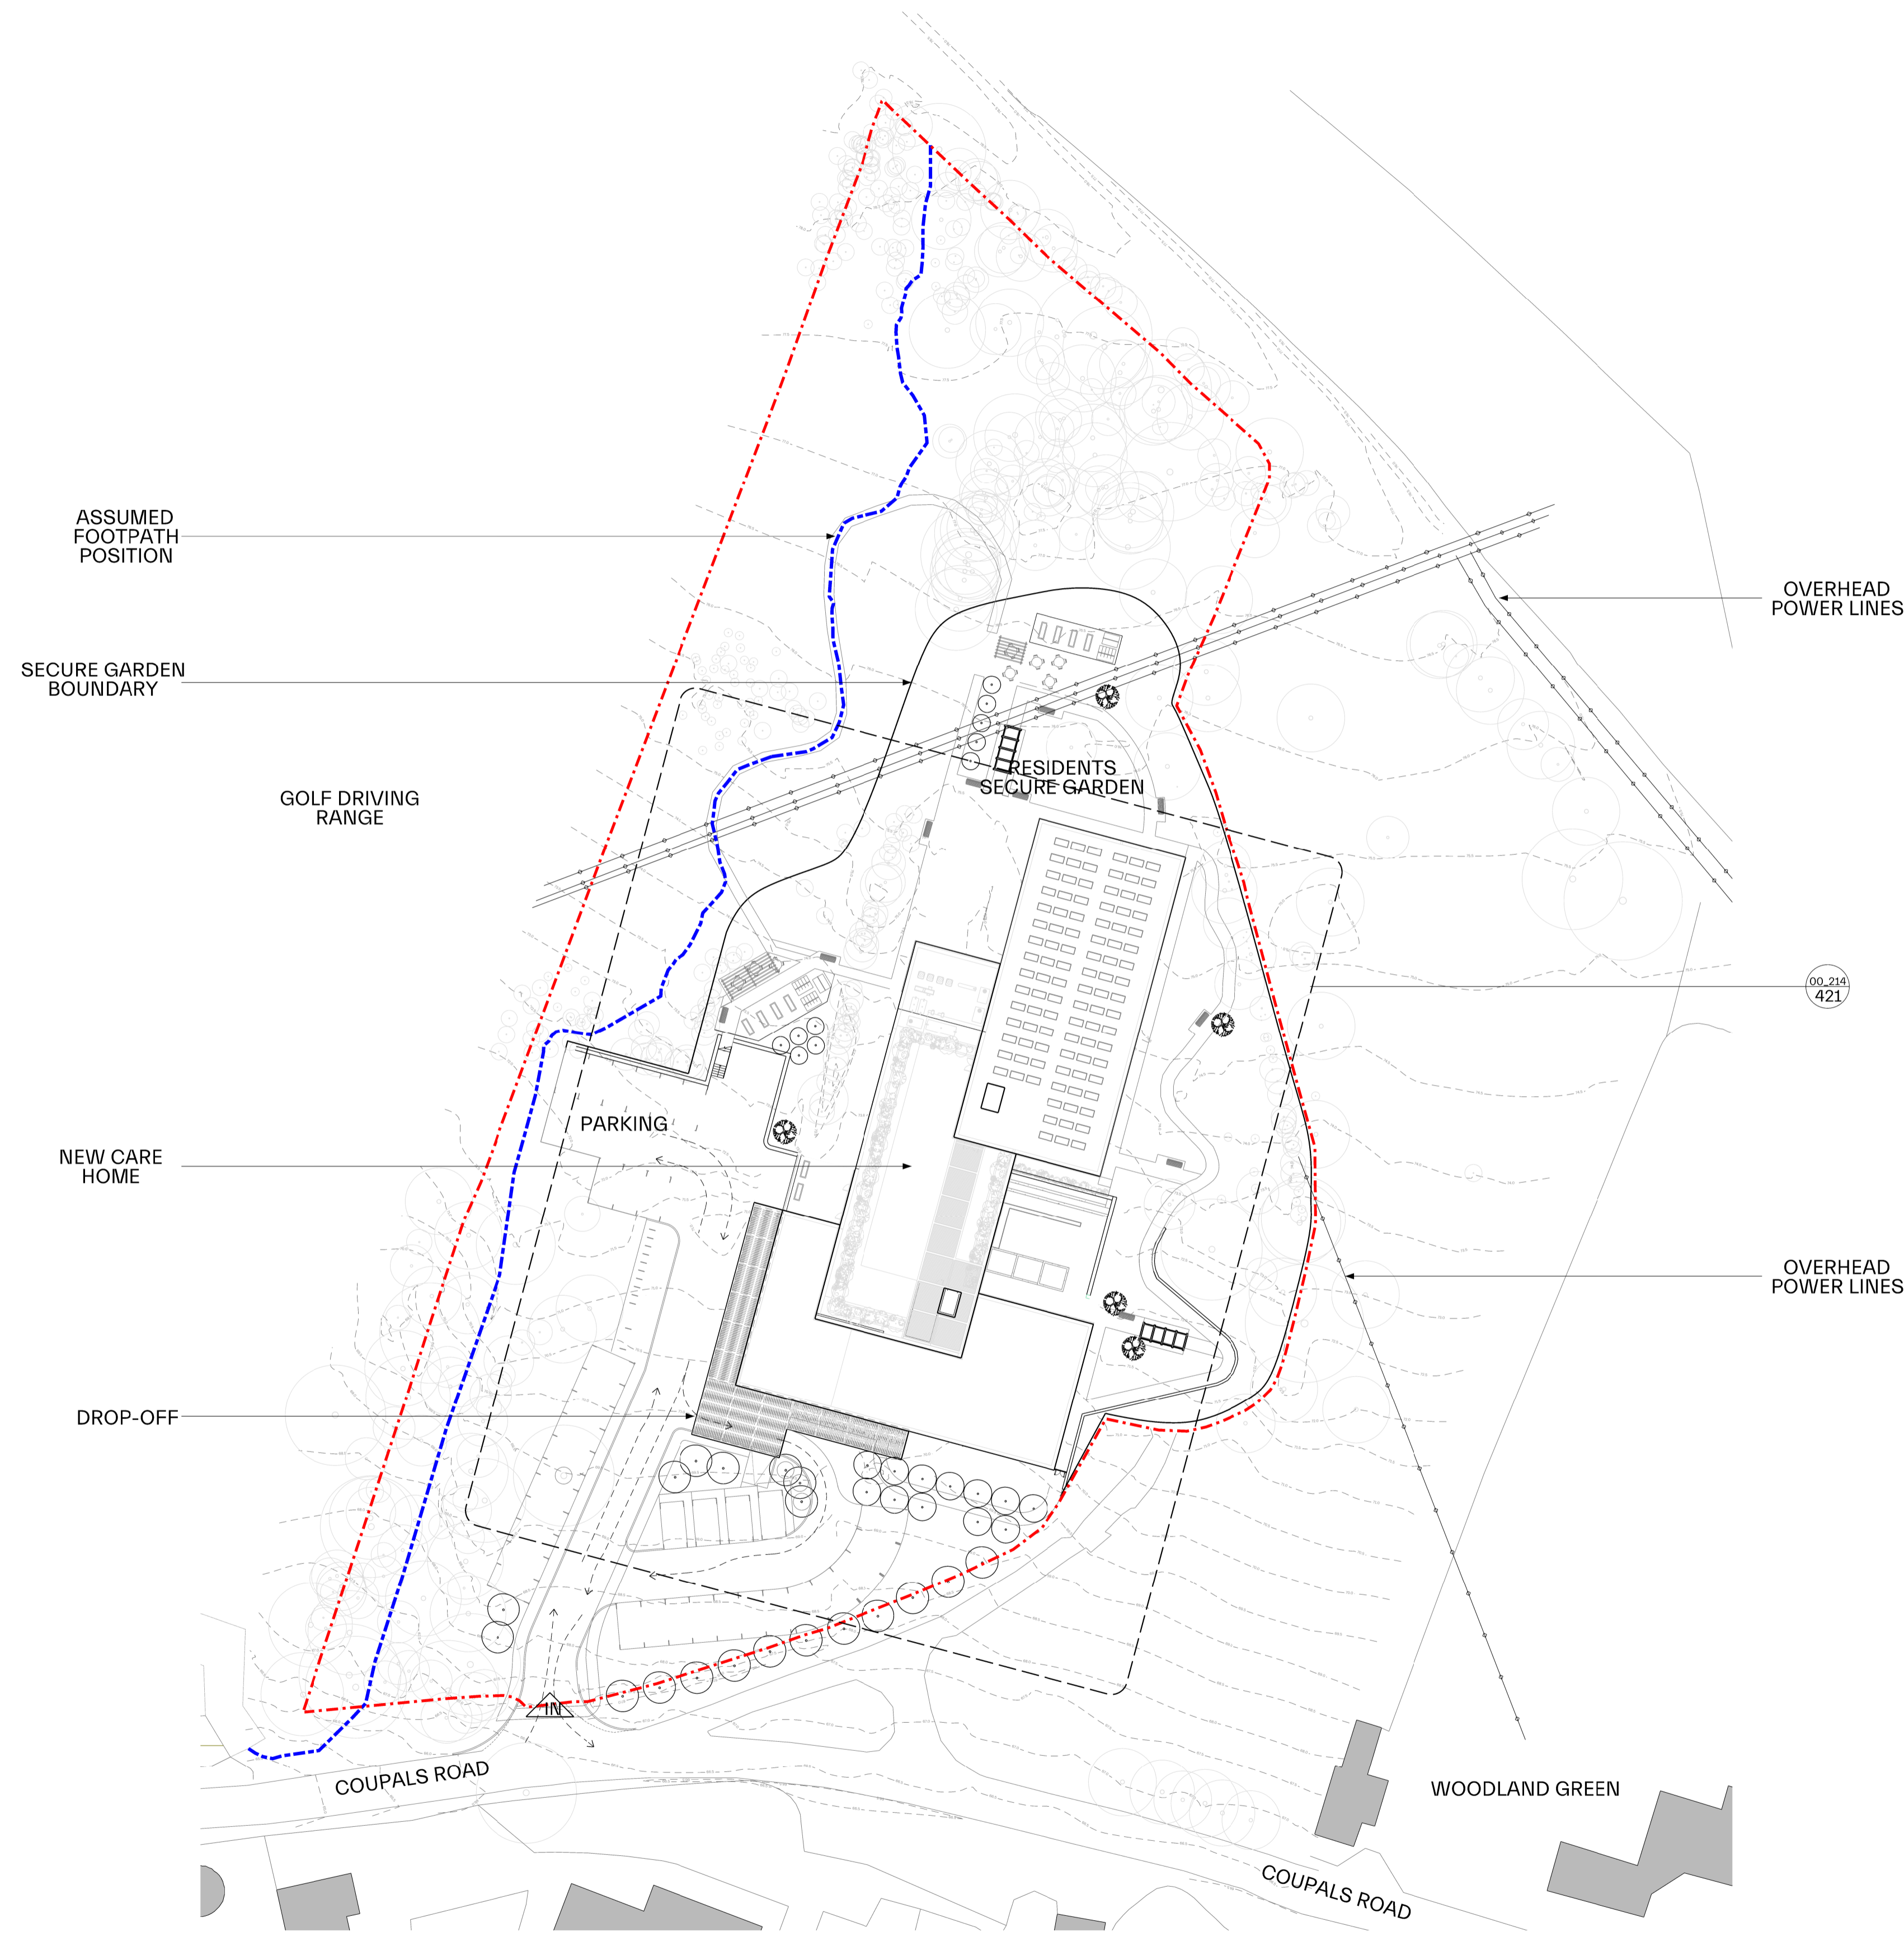 ASSUMED
FOOTPATH
POSITION
OVERHEAD
POWER LINES
SECURE GARDEN
BOUNDARY
RESIDENTS
SECURE GARDEN
GOLF DRIVING
RANGE
00_214
421
PARKING
NEW CARE
HOME
OVERHEAD
POWER LINES
DROP-OFF
IN
COUPALS ROAD
WOODLAND GREEN
COUPALS ROAD